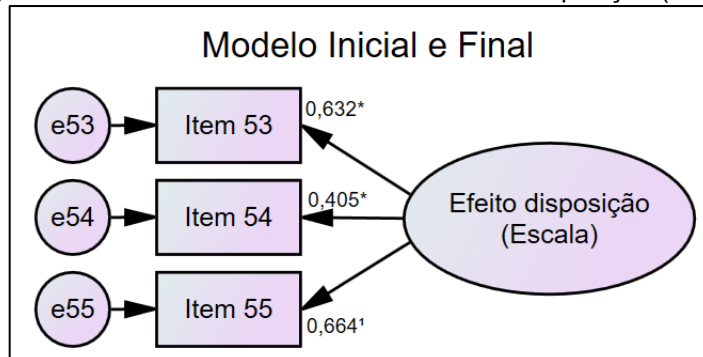 Modelo Inicial e Final
e53
Item 53
0,632*
e54
Item 54
0,405*
Efeito disposição
(Escala)
e55
Item 55
0,664¹